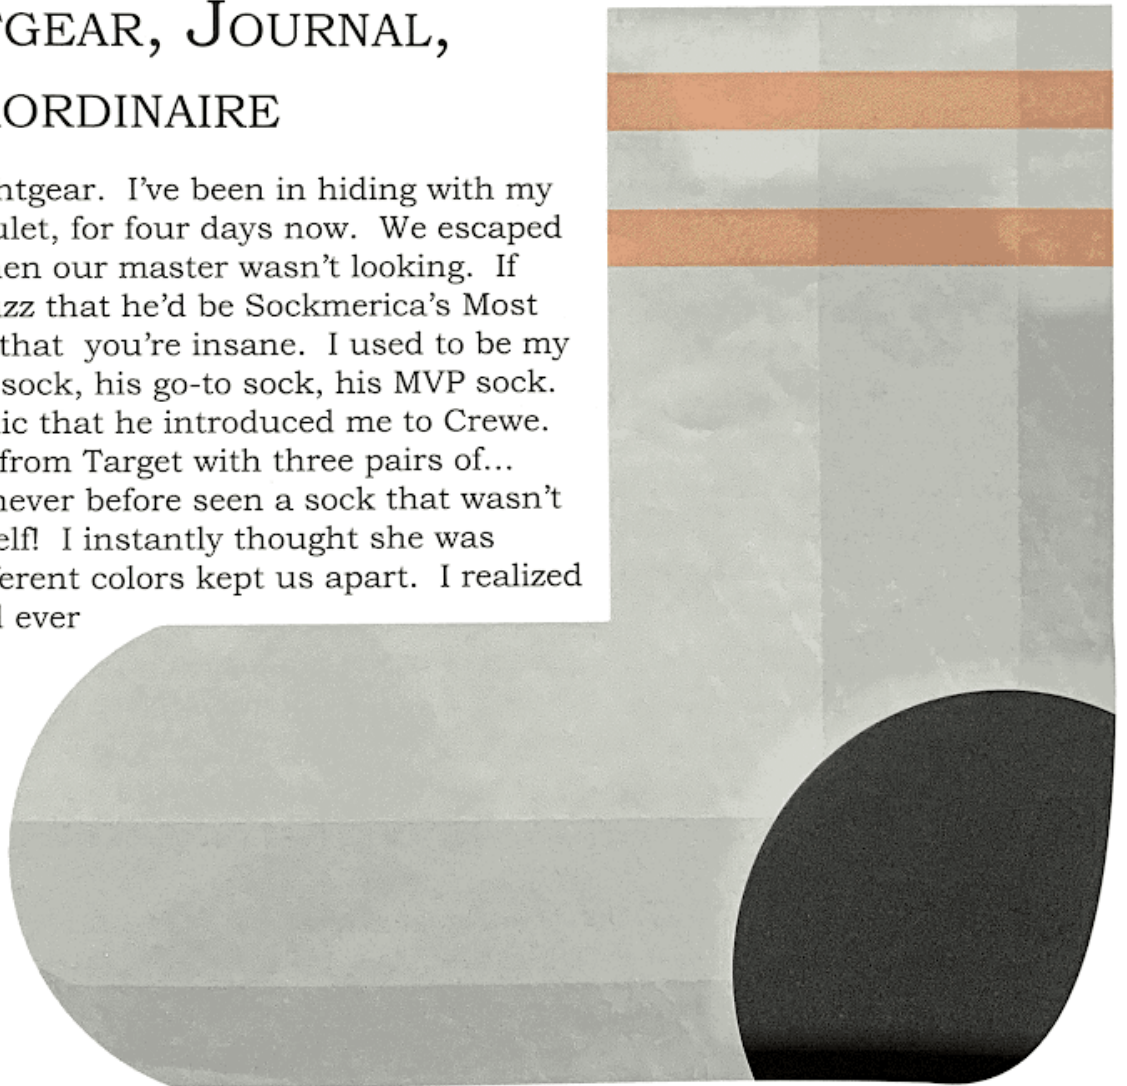 TGEAR, JOURNAL,
ORDINAIRE
ntgear. I've been in hiding with my
ulet, for four days now. We escaped
en our master wasn't looking. If
zz that he'd be Sockmerica's Most
that you're insane. I used to be my
sock, his go-to sock, his MVP sock.
ic that he introduced me to Crewe.
from Target with three pairs of...
never before seen a sock that wasn't
elf! I instantly thought she was
ferent colors kept us apart. I realized
ever